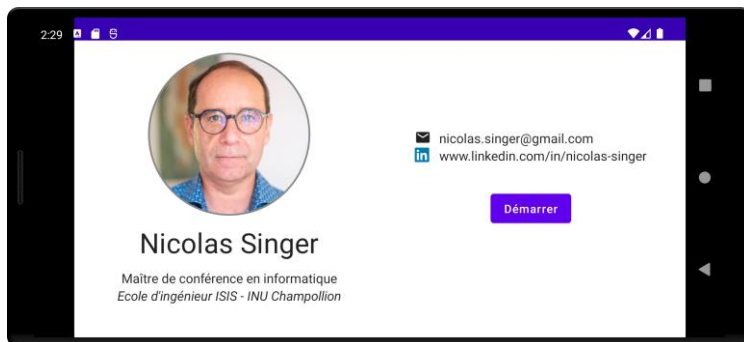 2:29
Nicolas Singer
Maître de conférence en informatique
Ecole d'ingénieur ISIS - INU Champollion
nicolas.singer@gmail.com
in www.linkedin.com/in/nicolas-singer
Démarrer